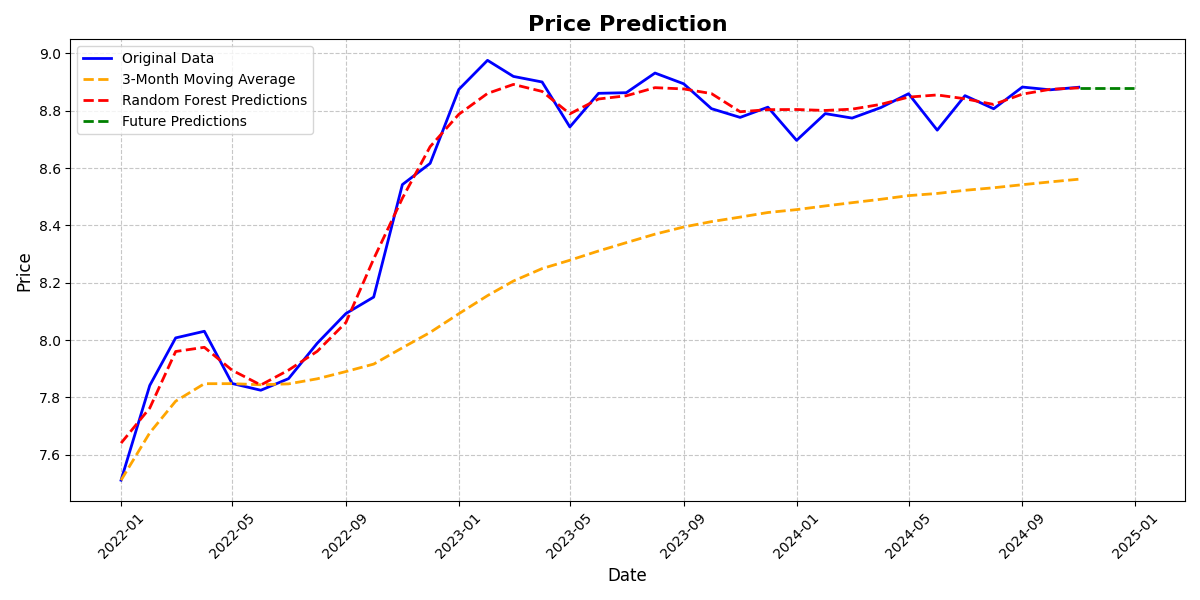 Price Prediction
Original Data
3-Month Moving Average
Random Forest Predictions
Future Predictions
Price
9.0
8.8
8.6
8.4
8.2
8.0
7.8
7.6
2022-01
2022-05
2022-09
2023-01
2023-05
2023-09
2024-01
2024-05
2024-09
2025-01
Date